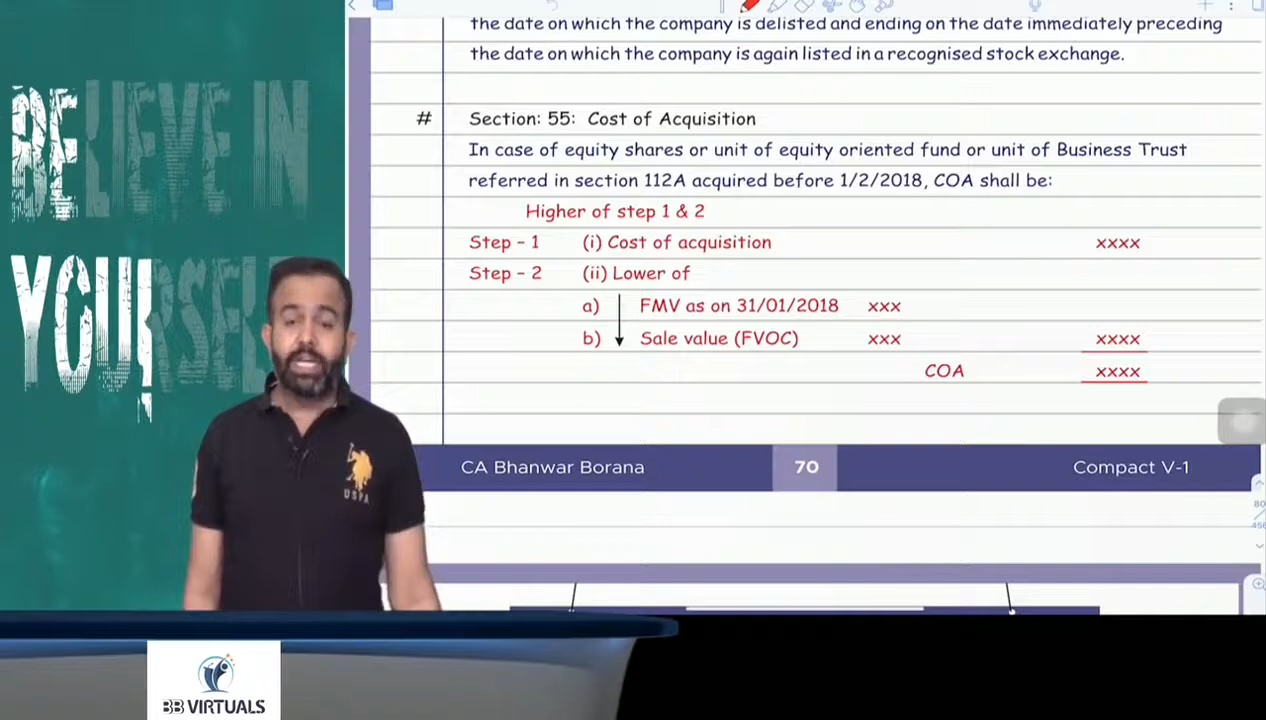 the date on which the company is delisted and ending on the date immediately preceding
the date on which the company is again listed in a recognised stock exchange.
# Section: 55: Cost of Acquisition
In case of equity shares or unit of equity oriented fund or unit of Business Trust
referred in section 112A acquired before 1/2/2018, COA shall be:
Higher of step 1 & 2
Step - 1 (i) Cost of acquisition xxxx
Step - 2 (ii) Lower of
a) FMV as on 31/01/2018 xxx
b) Sale value (FVOC) xxx xxxx
COA xxxx
CA Bhanwar Borana 70 Compact V-1
BELIEVE IN
YOURSELF
USPA
BB VIRTUALS